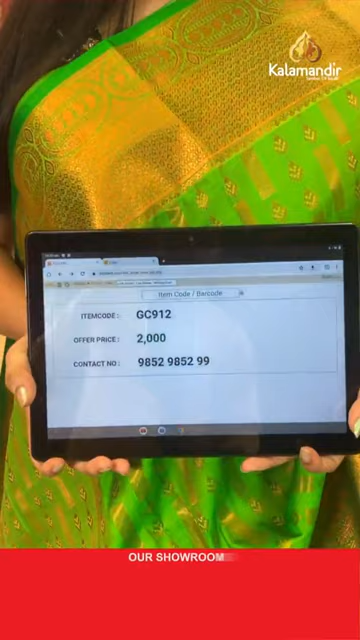 Kalamandir
Item Code / Barcode
ITEMCODE : GC912
OFFER PRICE : 2,000
CONTACT NO : 9852 9852 99
OUR SHOWROOM